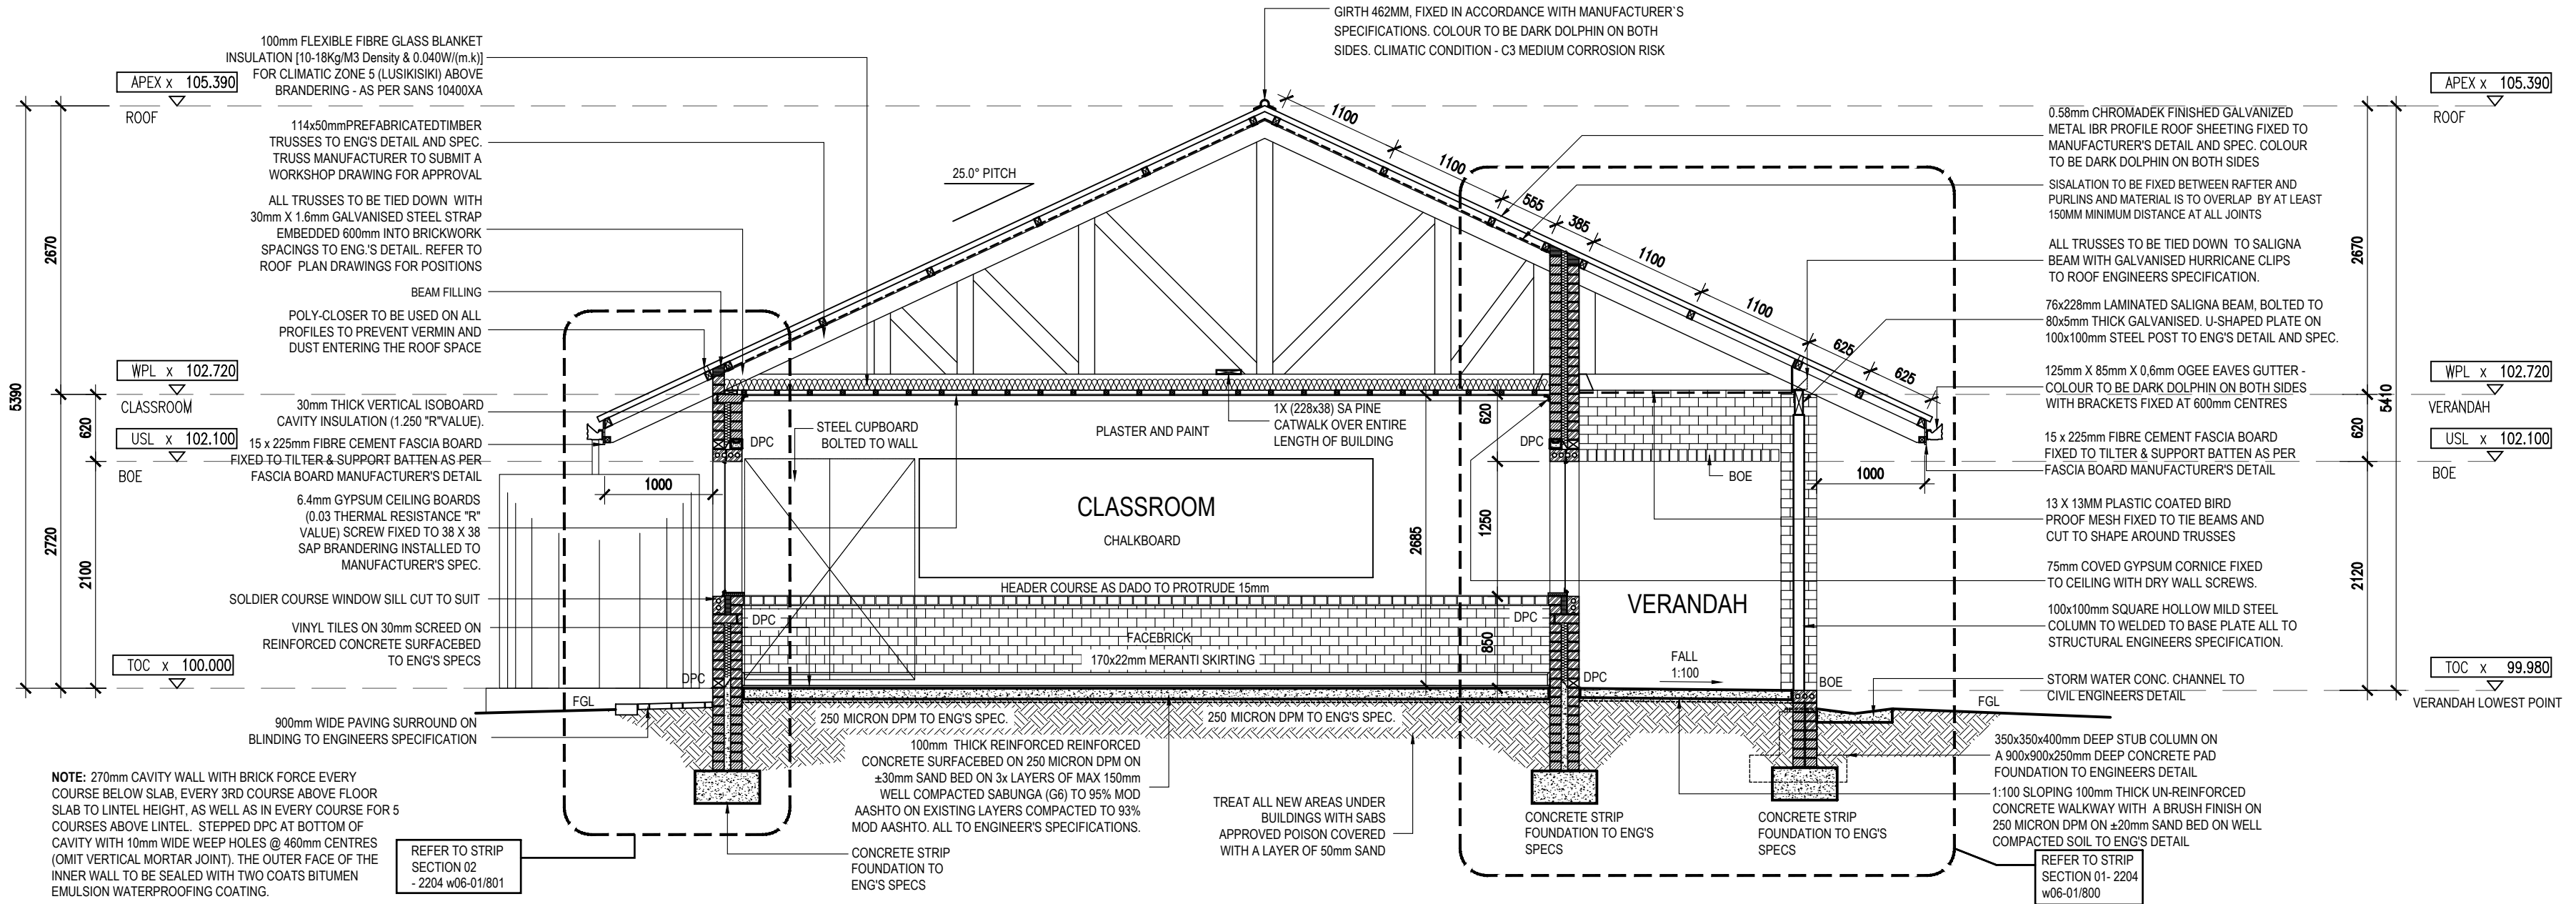 GIRTH 462MM, FIXED IN ACCORDANCE WITH MANUFACTURER`S
SPECIFICATIONS. COLOUR TO BE DARK DOLPHIN ON BOTH
SIDES. CLIMATIC CONDITION - C3 MEDIUM CORROSION RISK
100mm FLEXIBLE FIBRE GLASS BLANKET
INSULATION [10-18Kg/M3 Density & 0.040W/(m.k)]
FOR CLIMATIC ZONE 5 (LUSIKISIKI) ABOVE
BRANDERING - AS PER SANS 10400XA
114x50mmPREFABRICATEDTIMBER
TRUSSES TO ENG'S DETAIL AND SPEC.
TRUSS MANUFACTURER TO SUBMIT A
WORKSHOP DRAWING FOR APPROVAL
ALL TRUSSES TO BE TIED DOWN WITH
30mm X 1.6mm GALVANISED STEEL STRAP
EMBEDDED 600mm INTO BRICKWORK
SPACINGS TO ENG.'S DETAIL. REFER TO
ROOF PLAN DRAWINGS FOR POSITIONS
BEAM FILLING
POLY-CLOSER TO BE USED ON ALL
PROFILES TO PREVENT VERMIN AND
DUST ENTERING THE ROOF SPACE
30mm THICK VERTICAL ISOBOARD
CAVITY INSULATION (1.250 "R"VALUE).
15 x 225mm FIBRE CEMENT FASCIA BOARD
FIXED TO TILTER & SUPPORT BATTEN AS PER
FASCIA BOARD MANUFACTURER'S DETAIL
6.4mm GYPSUM CEILING BOARDS
(0.03 THERMAL RESISTANCE "R"
VALUE) SCREW FIXED TO 38 X 38
SAP BRANDERING INSTALLED TO
MANUFACTURER'S SPEC.
SOLDIER COURSE WINDOW SILL CUT TO SUIT
VINYL TILES ON 30mm SCREED ON
REINFORCED CONCRETE SURFACEBED
TO ENG'S SPECS
900mm WIDE PAVING SURROUND ON
BLINDING TO ENGINEERS SPECIFICATION
APEX x 105.390
ROOF
WPL x 102.720
CLASSROOM
USL x 102.100
BOE
TOC x 100.000
5390
2670
2720
620
2100
25.0° PITCH
1100
1100
555
385
1100
1100
625
625
1000
1000
DPC
STEEL CUPBOARD
BOLTED TO WALL
PLASTER AND PAINT
1X (228x38) SA PINE
CATWALK OVER ENTIRE
LENGTH OF BUILDING
DPC
620
BOE
CLASSROOM
CHALKBOARD
2685
1250
HEADER COURSE AS DADO TO PROTRUDE 15mm
VERANDAH
DPC
DPC
FACEBRICK
850
170x22mm MERANTI SKIRTING
FALL
1:100
DPC
DPC
BOE
FGL
FGL
250 MICRON DPM TO ENG'S SPEC.
250 MICRON DPM TO ENG'S SPEC.
100mm THICK REINFORCED REINFORCED
CONCRETE SURFACEBED ON 250 MICRON DPM ON
±30mm SAND BED ON 3x LAYERS OF MAX 150mm
WELL COMPACTED SABUNGA (G6) TO 95% MOD
AASHTO ON EXISTING LAYERS COMPACTED TO 93%
MOD AASHTO. ALL TO ENGINEER'S SPECIFICATIONS.
CONCRETE STRIP
FOUNDATION TO
ENG'S SPECS
TREAT ALL NEW AREAS UNDER
BUILDINGS WITH SABS
APPROVED POISON COVERED
WITH A LAYER OF 50mm SAND
CONCRETE STRIP
FOUNDATION TO ENG'S
SPECS
CONCRETE STRIP
FOUNDATION TO ENG'S
SPECS
NOTE: 270mm CAVITY WALL WITH BRICK FORCE EVERY
COURSE BELOW SLAB, EVERY 3RD COURSE ABOVE FLOOR
SLAB TO LINTEL HEIGHT, AS WELL AS IN EVERY COURSE FOR 5
COURSES ABOVE LINTEL. STEPPED DPC AT BOTTOM OF
CAVITY WITH 10mm WIDE WEEP HOLES @ 460mm CENTRES
(OMIT VERTICAL MORTAR JOINT). THE OUTER FACE OF THE
INNER WALL TO BE SEALED WITH TWO COATS BITUMEN
EMULSION WATERPROOFING COATING.
REFER TO STRIP
SECTION 02
- 2204 w06-01/801
0.58mm CHROMADEK FINISHED GALVANIZED
METAL IBR PROFILE ROOF SHEETING FIXED TO
MANUFACTURER'S DETAIL AND SPEC. COLOUR
TO BE DARK DOLPHIN ON BOTH SIDES
SISALATION TO BE FIXED BETWEEN RAFTER AND
PURLINS AND MATERIAL IS TO OVERLAP BY AT LEAST
150MM MINIMUM DISTANCE AT ALL JOINTS
ALL TRUSSES TO BE TIED DOWN TO SALIGNA
BEAM WITH GALVANISED HURRICANE CLIPS
TO ROOF ENGINEERS SPECIFICATION.
76x228mm LAMINATED SALIGNA BEAM, BOLTED TO
80x5mm THICK GALVANISED. U-SHAPED PLATE ON
100x100mm STEEL POST TO ENG'S DETAIL AND SPEC.
125mm X 85mm X 0,6mm OGEE EAVES GUTTER -
COLOUR TO BE DARK DOLPHIN ON BOTH SIDES
WITH BRACKETS FIXED AT 600mm CENTRES
15 x 225mm FIBRE CEMENT FASCIA BOARD
FIXED TO TILTER & SUPPORT BATTEN AS PER
FASCIA BOARD MANUFACTURER'S DETAIL
13 X 13MM PLASTIC COATED BIRD
PROOF MESH FIXED TO TIE BEAMS AND
CUT TO SHAPE AROUND TRUSSES
75mm COVED GYPSUM CORNICE FIXED
TO CEILING WITH DRY WALL SCREWS.
100x100mm SQUARE HOLLOW MILD STEEL
COLUMN TO WELDED TO BASE PLATE ALL TO
STRUCTURAL ENGINEERS SPECIFICATION.
STORM WATER CONC. CHANNEL TO
CIVIL ENGINEERS DETAIL
350x350x400mm DEEP STUB COLUMN ON
A 900x900x250mm DEEP CONCRETE PAD
FOUNDATION TO ENGINEERS DETAIL
1:100 SLOPING 100mm THICK UN-REINFORCED
CONCRETE WALKWAY WITH A BRUSH FINISH ON
250 MICRON DPM ON ±20mm SAND BED ON WELL
COMPACTED SOIL TO ENG'S DETAIL
REFER TO STRIP
SECTION 01- 2204
w06-01/800
APEX x 105.390
ROOF
WPL x 102.720
VERANDAH
USL x 102.100
BOE
TOC x 99.980
VERANDAH LOWEST POINT
2670
5410
620
2120